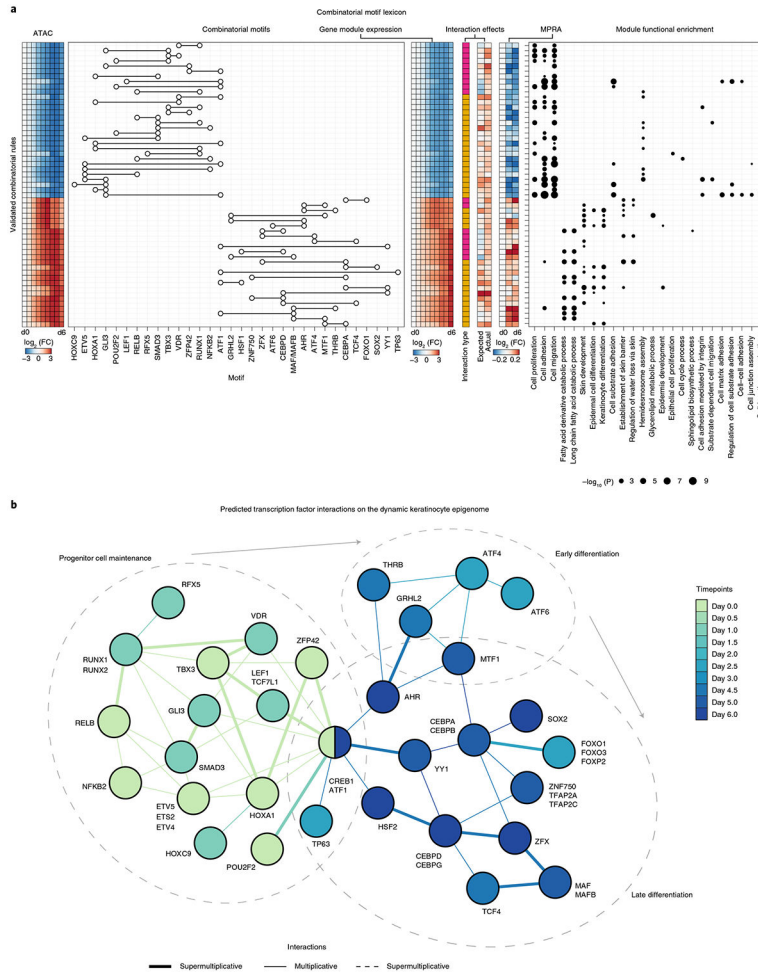 a
Combinatorial motif lexicon
ATAC
Combinatorial motifs
Gene module expression
Interaction effects
MPRA
Module functional enrichment
Validated combinatorial rules
d0
d6
log2 (FC)
−3 0 3
HOXC9
ETV5
HOXA1
GLI3
POU2F2
LEF1
RELB
RFX5
SMAD3
TBX3
VDR
ZFP42
RUNX1
NFKB2
ATF1
GRHL2
HSF1
ZNF750
ZFX
ATF6
CEBPD
MAF/MAFB
AHR
ATF4
MTF1
THRB
CEBPA
TCF4
FOXO1
SOX2
YY1
TP63
Motif
d0
d6
log2 (FC)
−3 0 3
Interaction type
Expected
Actual
d0
d6
log2 (FC)
−0.2 0 0.2
Cell proliferation
Cell adhesion
Cell migration
Fatty acid derivative catabolic process
Long chain fatty acid catabolic process
Skin development
Epidermal cell differentiation
Keratinocyte differentiation
Cell substrate adhesion
Establishment of skin barrier
Regulation of water loss via skin
Hemidesmosome assembly
Glycerolipid metabolic process
Epidermis development
Epithelial cell proliferation
Cell cycle process
Sphingolipid biosynthetic process
Cell adhesion mediated by integrin
Substrate dependent cell migration
Cell matrix adhesion
Regulation of cell substrate adhesion
Cell–cell adhesion
Cell junction assembly
−log10 (P) 3 5 7 9
b
Predicted transcription factor interactions on the dynamic keratinocyte epigenome
Progenitor cell maintenance
Early differentiation
Late differentiation
RFX5
VDR
ZFP42
RUNX1
RUNX2
TBX3
LEF1
TCF7L1
GLI3
RELB
SMAD3
NFKB2
ETV5
ETS2
ETV4
HOXA1
HOXC9
POU2F2
CREB1
ATF1
TP63
THRB
ATF4
GRHL2
ATF6
MTF1
AHR
CEBPA
CEBPB
SOX2
FOXO1
FOXO3
FOXP2
YY1
ZNF750
TFAP2A
TFAP2C
HSF2
CEBPD
CEBPG
ZFX
MAF
MAFB
TCF4
Timepoints
Day 0.0
Day 0.5
Day 1.0
Day 1.5
Day 2.0
Day 2.5
Day 3.0
Day 4.5
Day 5.0
Day 6.0
Interactions
Supermultiplicative
Multiplicative
Supermultiplicative